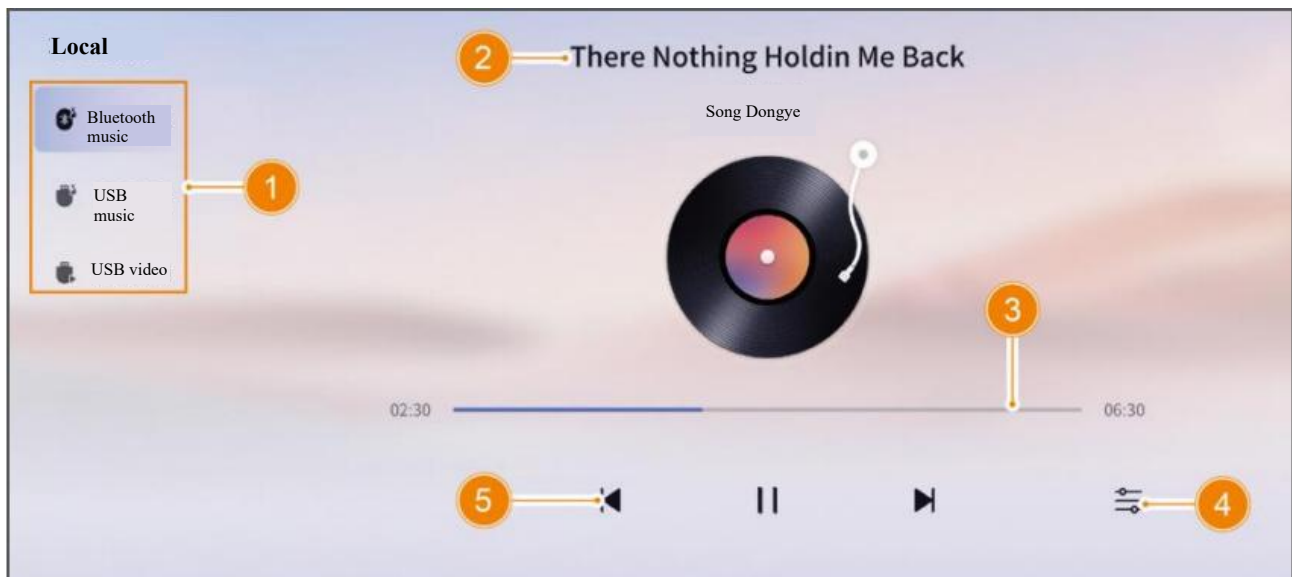 Local
2
There Nothing Holdin Me Back
Song Dongye
Bluetooth
music
1
USB
music
USB video
3
02:30
06:30
5
4